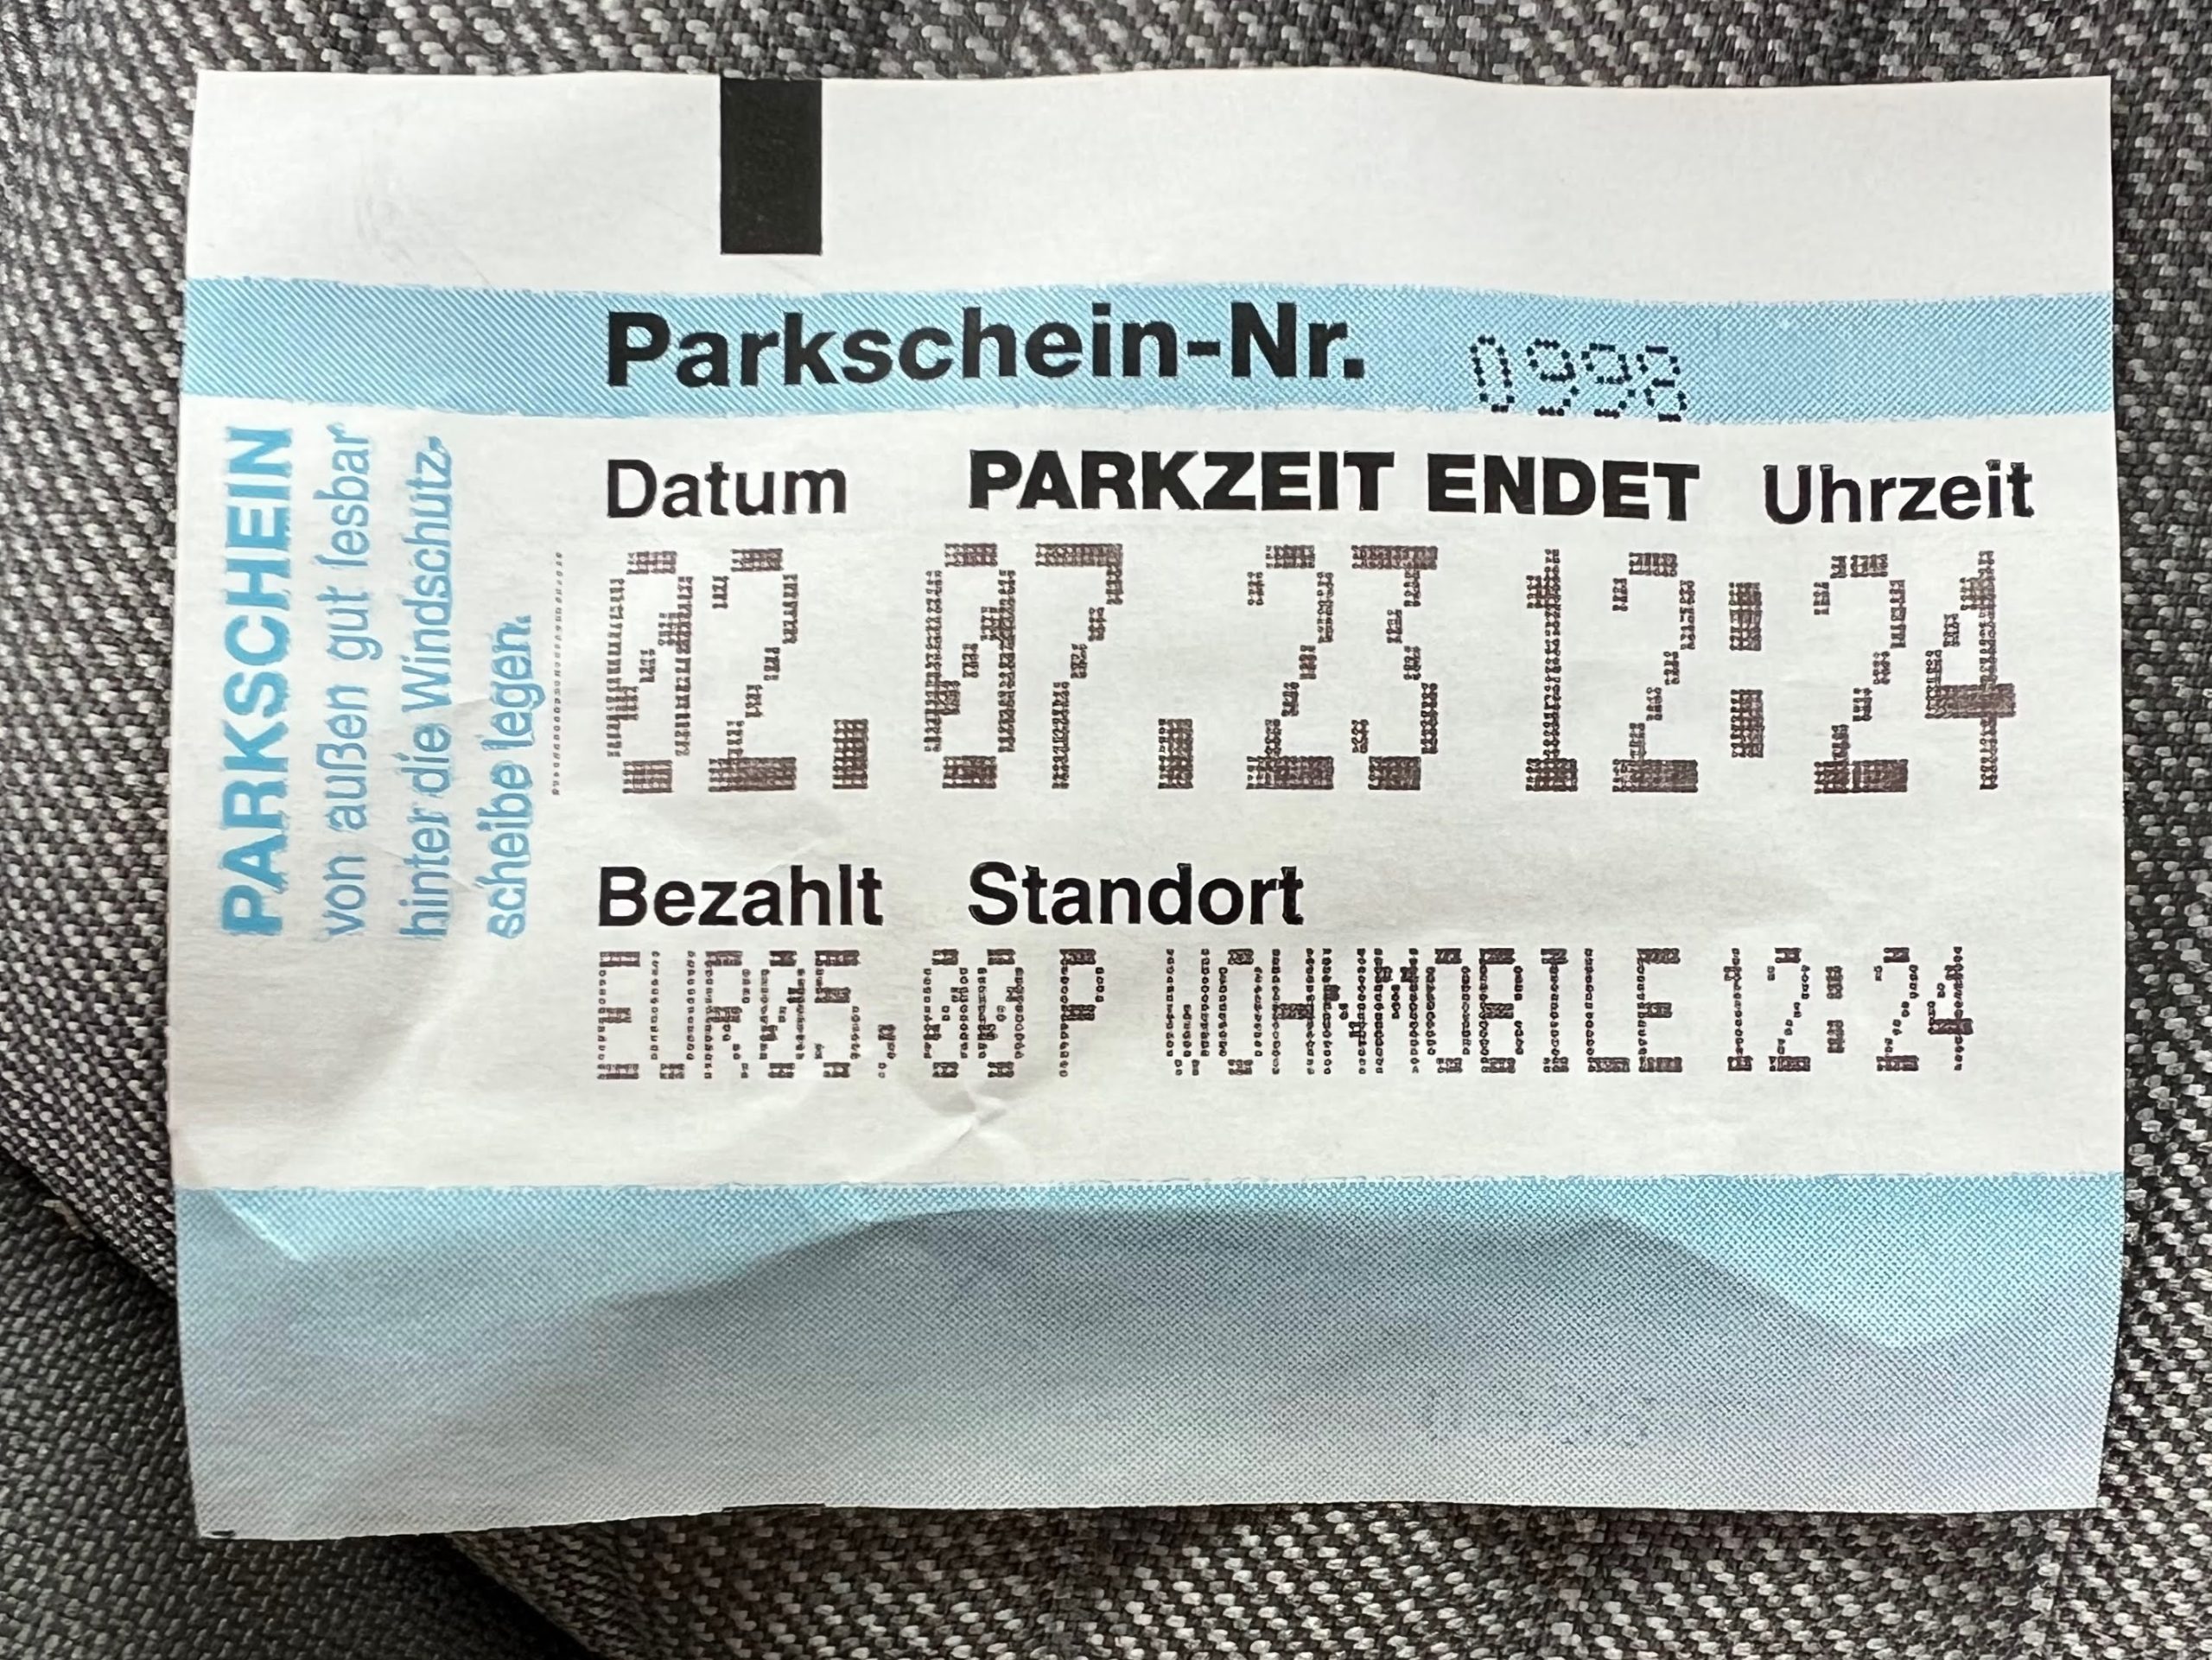 Parkschein-Nr. 0998
Datum PARKZEIT ENDET Uhrzeit
02.07.23 12:24
Bezahlt Standort
EURO5.00 P WOHNMOBILE 12:24
PARKSCHEIN
von außen gut lesbar
hinter die Windschutz-
scheibe legen.